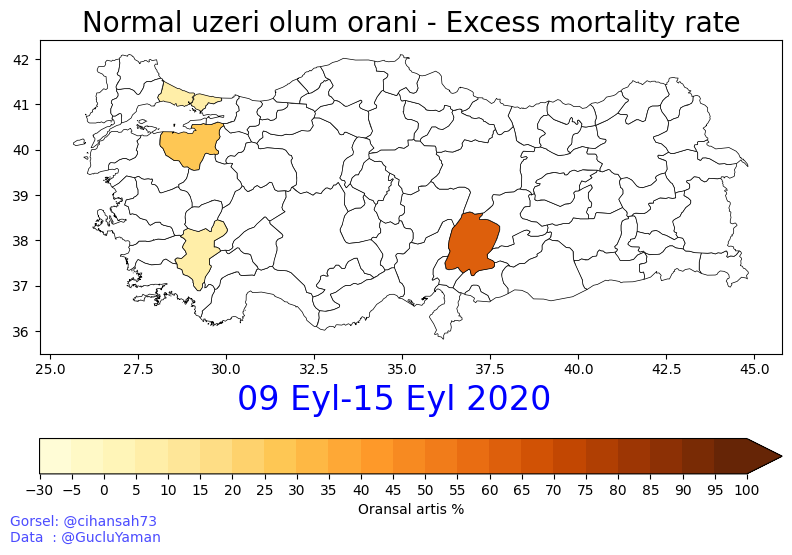 Normal uzeri olum orani - Excess mortality rate
42
41
40
39
38
37
36
25.0 27.5 30.0 32.5 35.0 37.5 40.0 42.5 45.0
09 Eyl-15 Eyl 2020
−30 −5 0 5 10 15 20 25 30 35 40 45 50 55 60 65 70 75 80 85 90 95 100
Oransal artis %
Gorsel: @cihansah73
Data : @GucluYaman